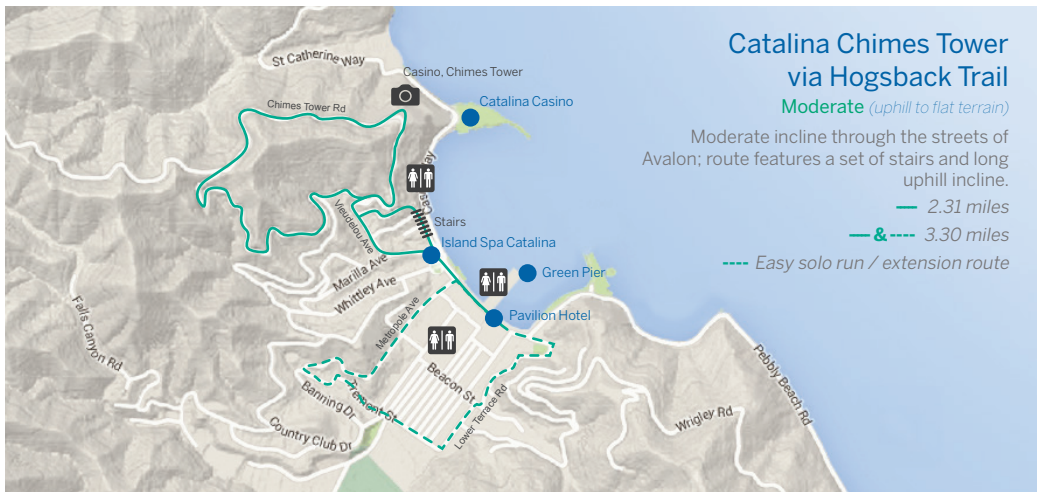 Catalina Chimes Tower
via Hogsback Trail
Moderate (uphill to flat terrain)
Moderate incline through the streets of
Avalon; route features a set of stairs and long
uphill incline.
2.31 miles
& 3.30 miles
Easy solo run / extension route
St Catherine Way
Casino, Chimes Tower
Chimes Tower Rd
Catalina Casino
Stairs
Vieudelou Ave
Island Spa Catalina
Marilla Ave
Green Pier
Whittley Ave
Metropole Ave
Pavilion Hotel
Falls Canyon Rd
Beacon St
Tremont St
Banning Dr
Lower Terrace Rd
Country Club Dr
Wrigley Rd
Pebbly Beach Rd